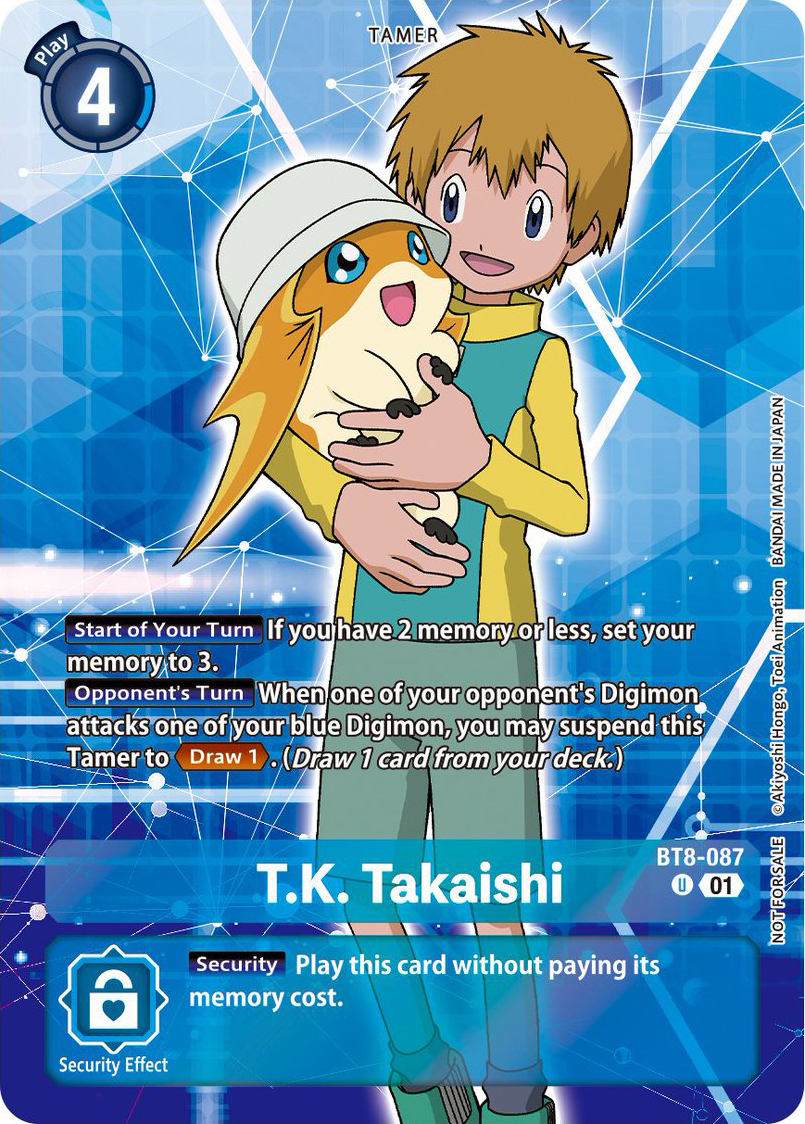 Play
4
TAMER
Start of Your Turn If you have 2 memory or less, set your
memory to 3.
Opponent's Turn When one of your opponent's Digimon
attacks one of your blue Digimon, you may suspend this
Tamer to Draw 1. (Draw 1 card from your deck.)
BT8-087
T.K. Takaishi
U 01
Security Play this card without paying its
memory cost.
Security Effect
NOT FOR SALE ©Akiyoshi Hongo, Toei Animation BANDAI MADE IN JAPAN